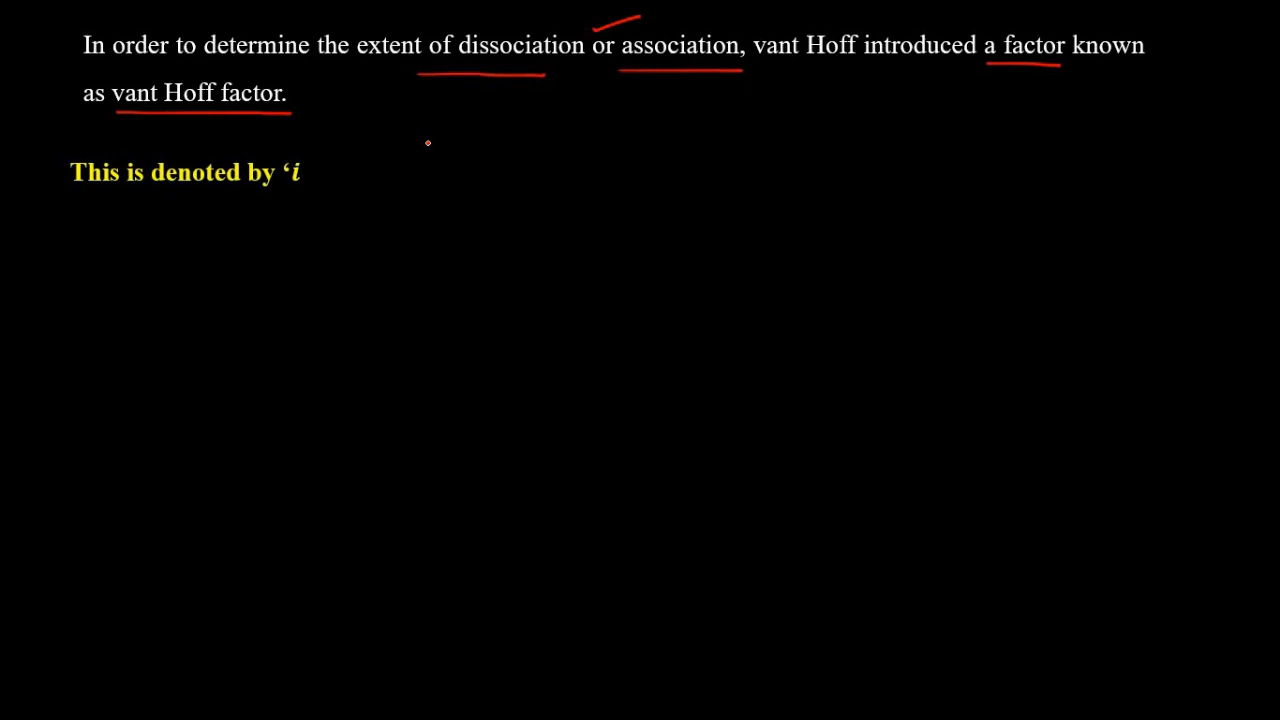 In order to determine the extent of dissociation or association, vant Hoff introduced a factor known
as vant Hoff factor.
This is denoted by ‘i